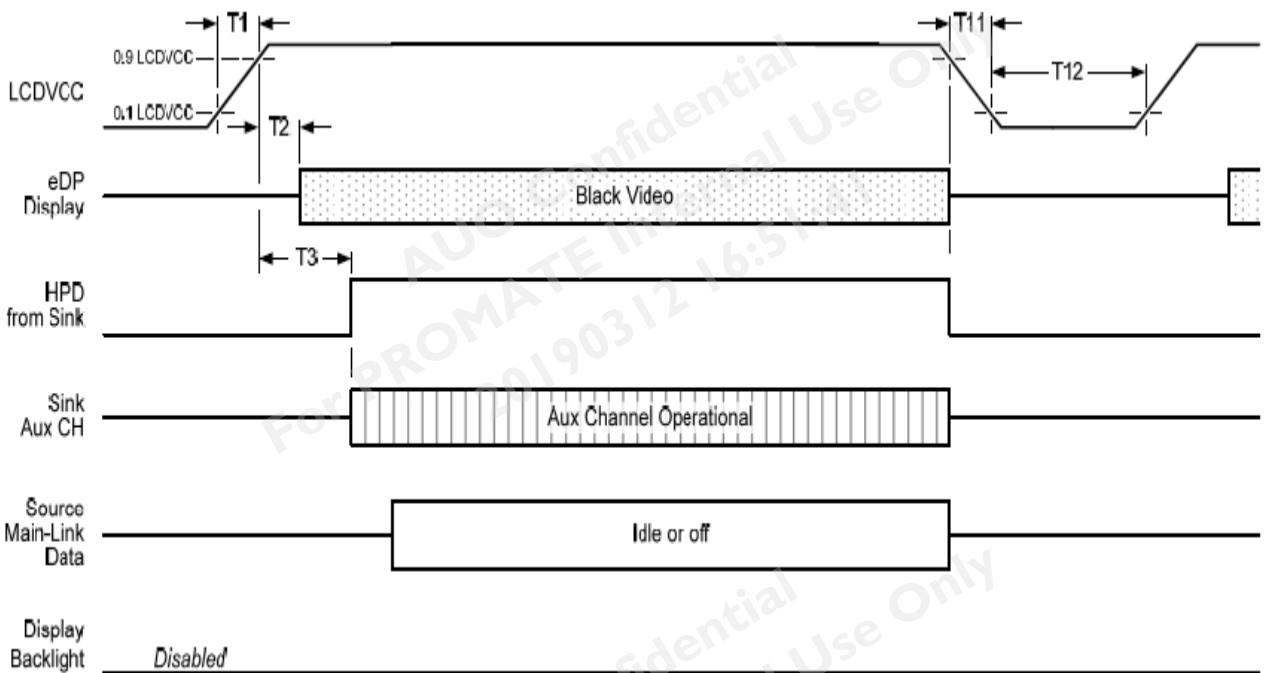 T1
T11
0.9 LCDVCC
T12
LCDVCC
0.1 LCDVCC
T2
eDP
Display
Black Video
T3
HPD
from Sink
Sink
Aux CH
Aux Channel Operational
Source
Main-Link
Data
Idle or off
Display
Backlight
Disabled
AUO Confidential
For PROMATE Internal Use Only
20190312 16:51:41
fidential
al Use Only